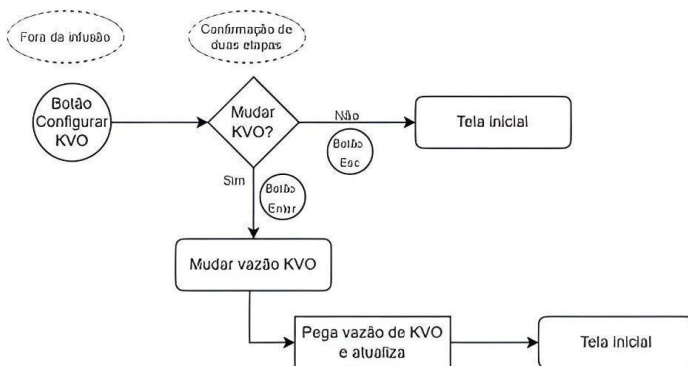 Fora da infusão
Confirmação de
duas etapas
Botão
Configurar
KVO
Mudar
KVO?
Não
Botão
Esc
Tela inicial
Sim
Botão
Enter
Mudar vazão KVO
Pega vazão de KVO
e atualiza
Tela inicial